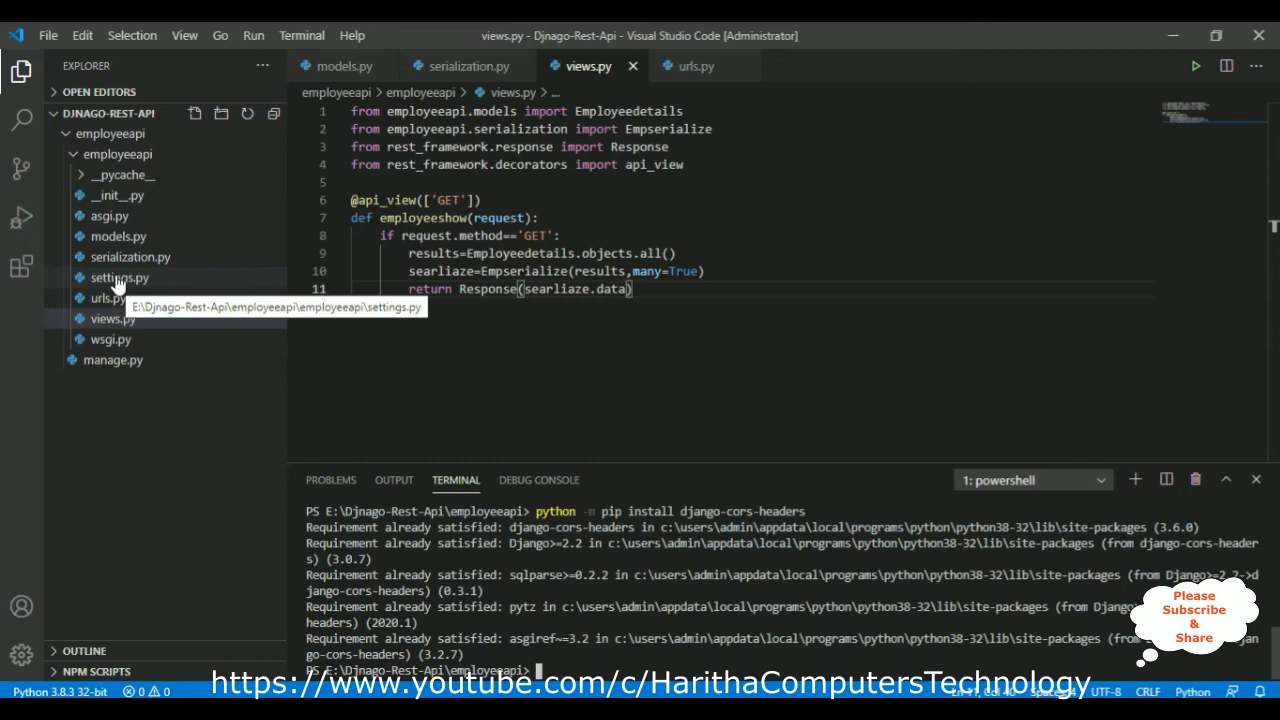 File Edit Selection View Go Run Terminal Help views.py - Djnago-Rest-Api - Visual Studio Code [Administrator]
EXPLORER
OPEN EDITORS
DJNAGO-REST-API
employeeapi
employeeapi
__pycache__
__init__.py
asgi.py
models.py
serialization.py
settings.py
urls.py
E:\Djnago-Rest-Api\employeeapi\employeeapi\settings.py
views.py
wsgi.py
manage.py
OUTLINE
NPM SCRIPTS
models.py serialization.py views.py urls.py
employeeapi > employeeapi > views.py > ...
1 from employeeapi.models import Employeedetails
2 from employeeapi.serialization import Empserialize
3 from rest_framework.response import Response
4 from rest_framework.decorators import api_view
5
6 @api_view(['GET'])
7 def employeeshow(request):
8 if request.method=='GET':
9 results=Employeedetails.objects.all()
10 searliaze=Empserialize(results,many=True)
11 return Response(searliaze.data)
PROBLEMS OUTPUT TERMINAL DEBUG CONSOLE 1: powershell
PS E:\Djnago-Rest-Api\employeeapi> python -m pip install django-cors-headers
Requirement already satisfied: django-cors-headers in c:\users\admin\appdata\local\programs\python\python38-32\lib\site-packages (3.6.0)
Requirement already satisfied: Django>=2.2 in c:\users\admin\appdata\local\programs\python\python38-32\lib\site-packages (from django-cors-header
s) (3.0.7)
Requirement already satisfied: sqlparse>=0.2.2 in c:\users\admin\appdata\local\programs\python\python38-32\lib\site-packages (from Django>=2.2->d
jango-cors-headers) (0.3.1)
Requirement already satisfied: pytz in c:\users\admin\appdata\local\programs\python\python38-32\lib\site-packages (from Django
headers) (2020.1)
Requirement already satisfied: asgiref~=3.2 in c:\users\admin\appdata\local\programs\python\python38-32\lib\site-packages (from D
go-cors-headers) (3.2.7)
PS E:\Djnago-Rest-Api\employeeapi>
Please
Subscribe
&
Share
https://www.youtube.com/c/HarithaComputersTechnology
Python 3.8.3 32-bit 0 0 UTF-8 CRLF Python